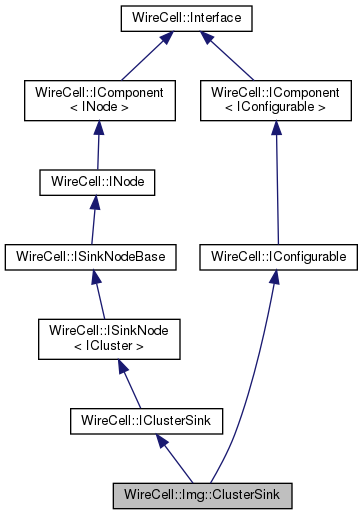 WireCell::Interface
WireCell::IComponent
< INode >
WireCell::IComponent
< IConfigurable >
WireCell::INode
WireCell::ISinkNodeBase
WireCell::IConfigurable
WireCell::ISinkNode
< ICluster >
WireCell::IClusterSink
WireCell::Img::ClusterSink